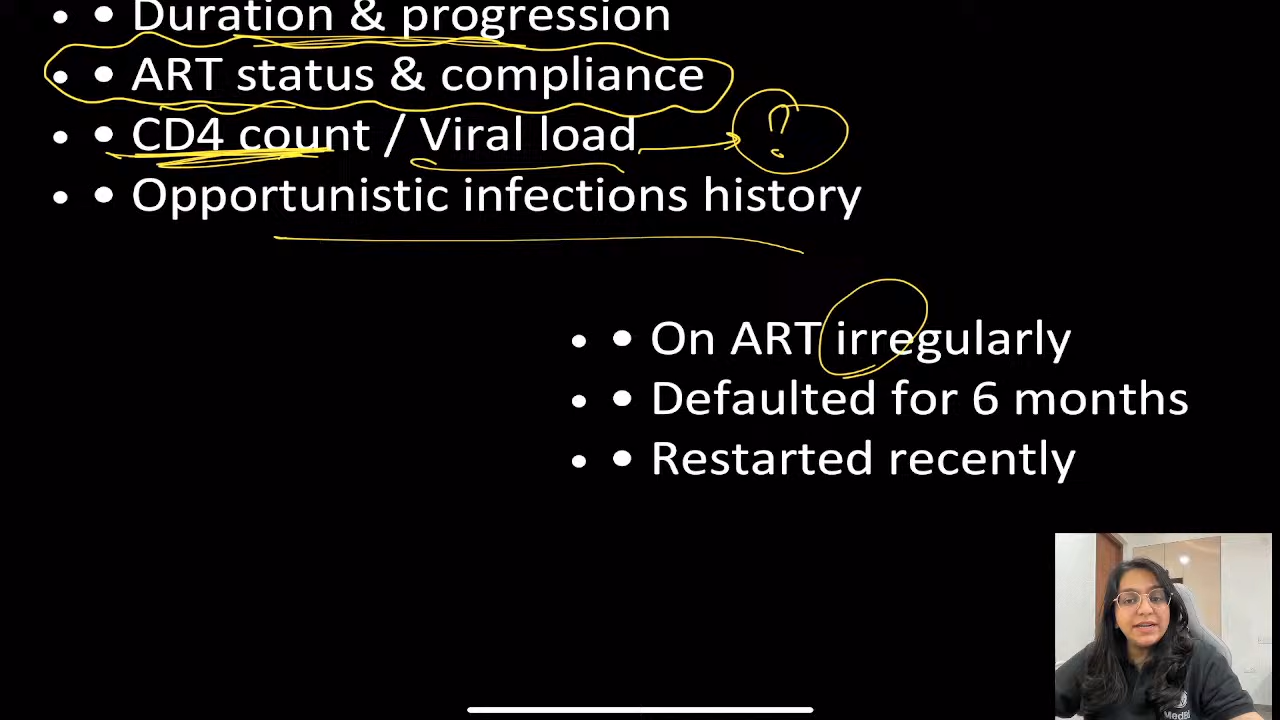 • • Duration & progression
• • ART status & compliance
• • CD4 count / Viral load → ?
• • Opportunistic infections history
• • On ART irregularly
• • Defaulted for 6 months
• • Restarted recently